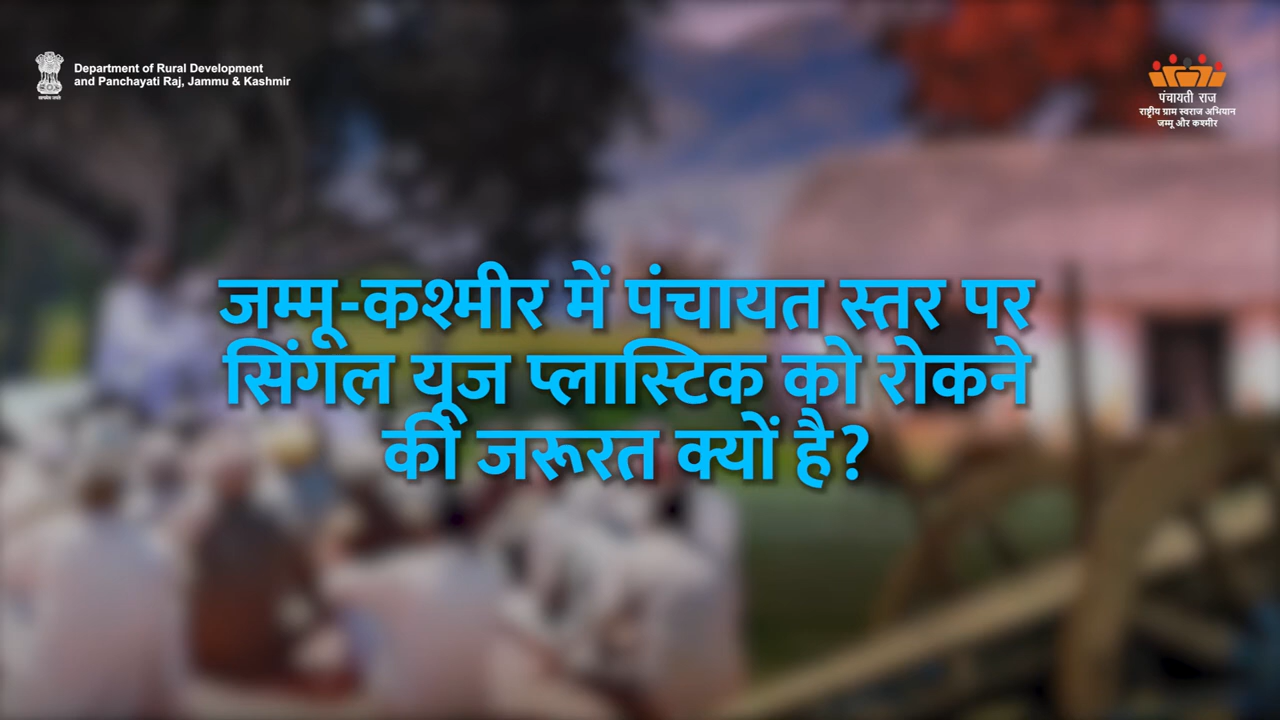 Department of Rural Development
and Panchayati Raj, Jammu & Kashmir
पंचायती राज
राष्ट्रीय ग्राम स्वराज अभियान
जम्मू और कश्मीर
जम्मू-कश्मीर में पंचायत स्तर पर
सिंगल यूज प्लास्टिक को रोकने
की जरूरत क्यों है?